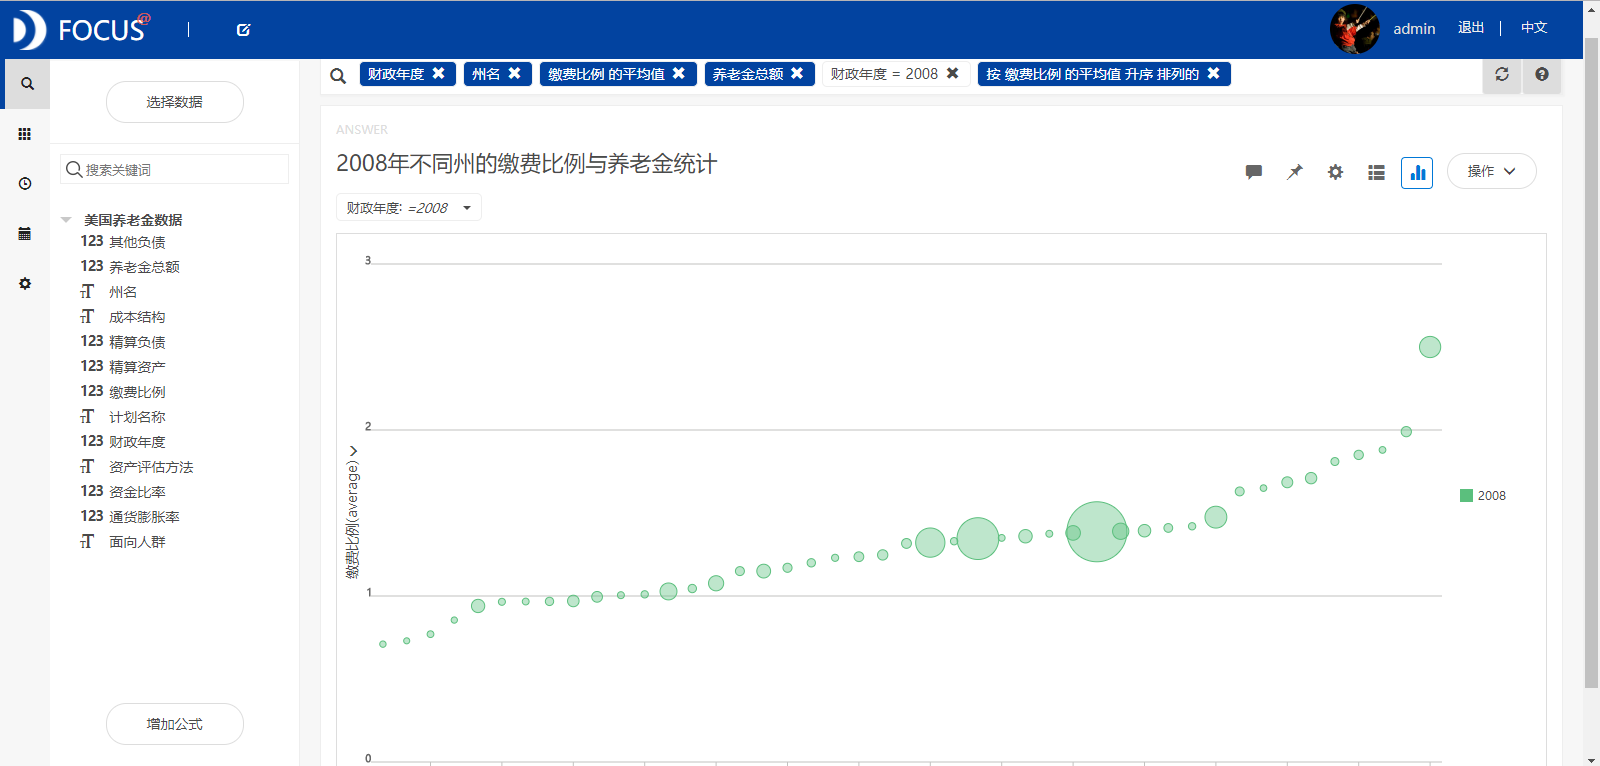 FOCUS@
admin 退出 中文
财政年度 ✖ 州名 ✖ 缴费比例 的平均值 ✖ 养老金总额 ✖ 财政年度 = 2008 ✖ 按 缴费比例 的平均值 升序 排列的 ✖
选择数据
搜索关键词
美国养老金数据
123 其他负债
123 养老金总额
TT 州名
TT 成本结构
123 精算负债
123 精算资产
123 缴费比例
TT 计划名称
123 财政年度
TT 资产评估方法
123 资金比率
123 通货膨胀率
TT 面向人群
增加公式
ANSWER
2008年不同州的缴费比例与养老金统计
操作
财政年度: =2008
3
2
1
0
缴费比例(average)
2008